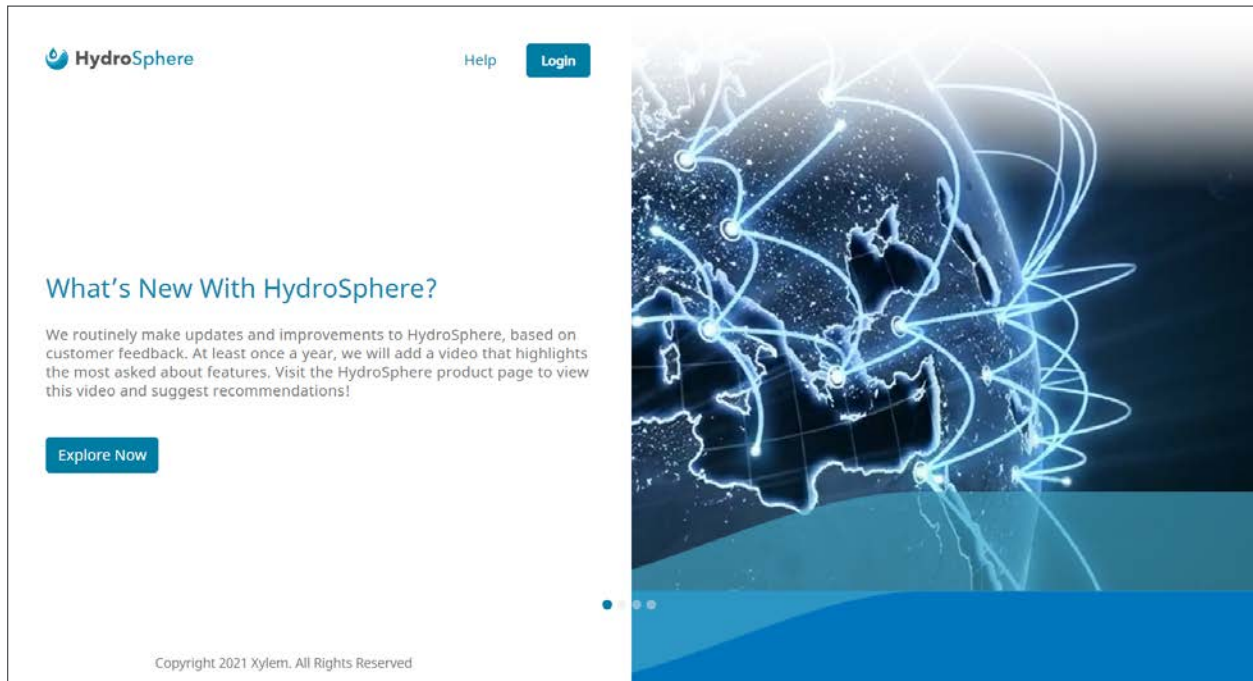 HydroSphere
Help
Login
What's New With HydroSphere?
We routinely make updates and improvements to HydroSphere, based on
customer feedback. At least once a year, we will add a video that highlights
the most asked about features. Visit the HydroSphere product page to view
this video and suggest recommendations!
Explore Now
Copyright 2021 Xylem. All Rights Reserved